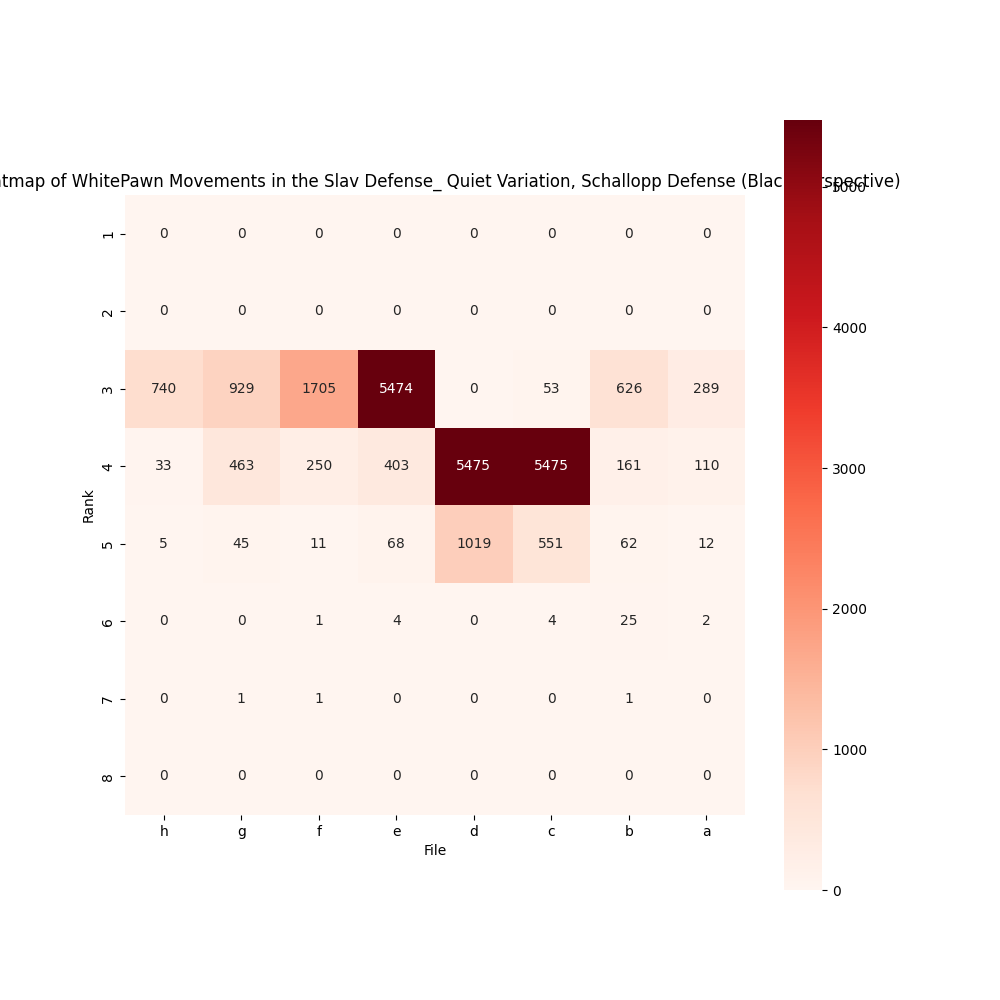 tmap of WhitePawn Movements in the Slav Defense_ Quiet Variation, Schallopp Defense (Blac rspective)
5000
1 0 0 0 0 0 0 0 0
2 0 0 0 0 0 0 0 0
4000
3 740 929 1705 5474 0 53 626 289
4 33 463 250 403 5475 5475 161 110
3000
Rank
5 5 45 11 68 1019 551 62 12
2000
6 0 0 1 4 0 4 25 2
7 0 1 1 0 0 0 1 0
1000
8 0 0 0 0 0 0 0 0
h g f e d c b a
File
0